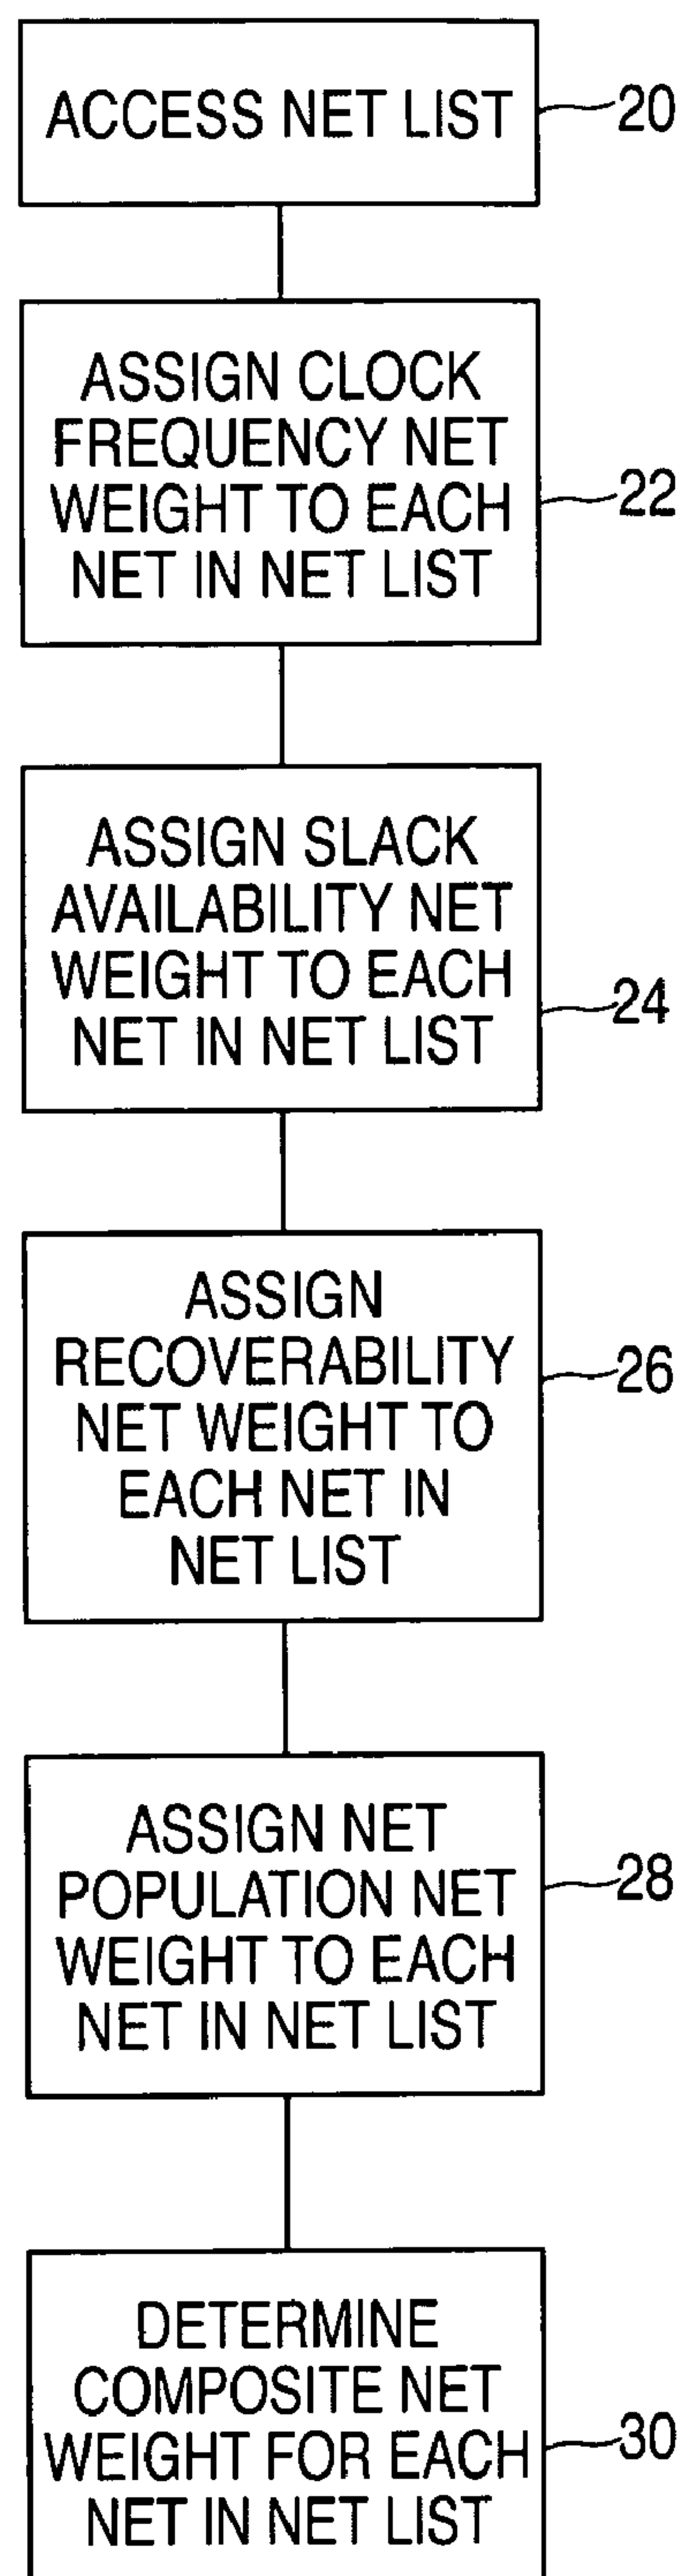 ACCESS NET LIST
20
ASSIGN CLOCK
FREQUENCY NET
WEIGHT TO EACH
NET IN NET LIST
22
ASSIGN SLACK
AVAILABILITY NET
WEIGHT TO EACH
NET IN NET LIST
24
ASSIGN
RECOVERABILITY
NET WEIGHT TO
EACH NET IN
NET LIST
26
ASSIGN NET
POPULATION NET
WEIGHT TO EACH
NET IN NET LIST
28
DETERMINE
COMPOSITE NET
WEIGHT FOR EACH
NET IN NET LIST
30